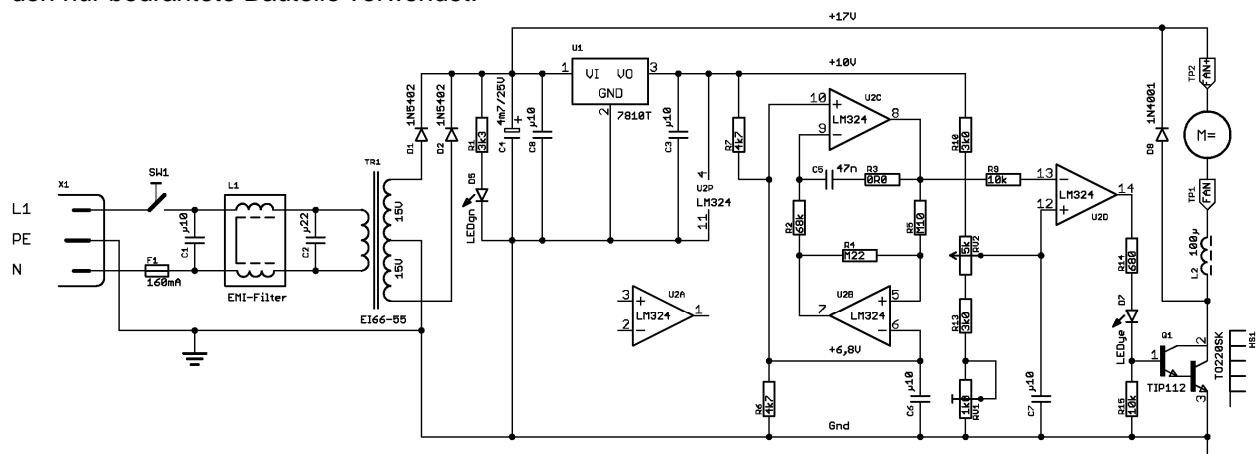 den nur bedrahtete Bauteile verwendet.
+17V
U1
1 VI VO 3
GND
2
7810T
+10V
1N5402
D1
1N5402
D2
R1
3k3
D5
LEDgn
4m7/25V
+
C4
µ10
C8
µ10
C3
4
U2P
LM324
11
R7
4k7
10
9
+
-
U2C
LM324
8
C5
47n
R3
0R0
R2
68k
R5
M10
R4
M22
U2B
LM324
7
5
6
+
-
+6,8V
R6
4k7
µ10
C6
R10
3k0
5k
RV2
R13
3k0
1k0
RV1
R9
10k
13
12
-
+
LM324
U2D
14
µ10
C7
R14
680
D7
LEDye
R15
10k
1N4001
D8
TP2
FAN+
M=
TP1
FAN
100µ
L2
Q1
1
2
3
TIP112
TO220SK
HS1
X1
L1
PE
N
SW1
F1
160mA
µ10
C1
L1
EMI-Filter
µ22
C2
TR1
15V
15V
EI66-55
3
2
+
-
U2A
LM324
1
Gnd